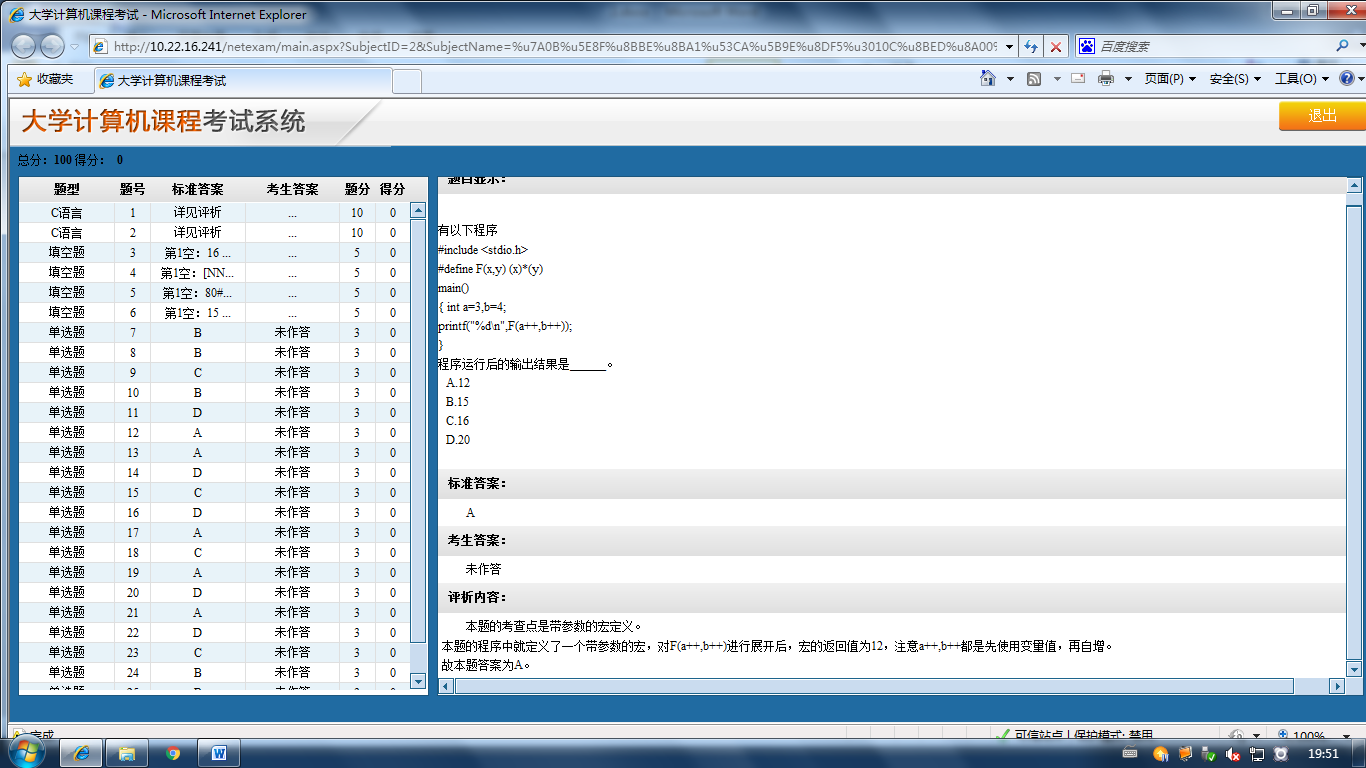 大学计算机课程考试 - Microsoft Internet Explorer
http://10.22.16.241/netexam/main.aspx?SubjectID=2&SubjectName=%u7A0B%u5E8F%u8BBE%u8BA1%u53CA%u5B9E%u8DF5%u3010C%u8BED%u8A00%
百度搜索
收藏夹
大学计算机课程考试
页面(P)
安全(S)
工具(O)
大学计算机课程考试系统
退出
总分：100 得分： 0
题型 题号 标准答案 考生答案 题分 得分
C语言 1 详见评析 ... 10 0
C语言 2 详见评析 ... 10 0
填空题 3 第1空：16 ... ... 5 0
填空题 4 第1空：[NN... ... 5 0
填空题 5 第1空：80#... ... 5 0
填空题 6 第1空：15 ... ... 5 0
单选题 7 B 未作答 3 0
单选题 8 B 未作答 3 0
单选题 9 C 未作答 3 0
单选题 10 B 未作答 3 0
单选题 11 D 未作答 3 0
单选题 12 A 未作答 3 0
单选题 13 A 未作答 3 0
单选题 14 D 未作答 3 0
单选题 15 C 未作答 3 0
单选题 16 D 未作答 3 0
单选题 17 A 未作答 3 0
单选题 18 C 未作答 3 0
单选题 19 A 未作答 3 0
单选题 20 D 未作答 3 0
单选题 21 A 未作答 3 0
单选题 22 D 未作答 3 0
单选题 23 C 未作答 3 0
单选题 24 B 未作答 3 0
题目显示：
有以下程序
#include <stdio.h>
#define F(x,y) (x)*(y)
main()
{ int a=3,b=4;
printf("%d\n",F(a++,b++));
}
程序运行后的输出结果是______。
A.12
B.15
C.16
D.20
标准答案：
A
考生答案：
未作答
评析内容：
本题的考查点是带参数的宏定义。
本题的程序中就定义了一个带参数的宏，对F(a++,b++)进行展开后，宏的返回值为12，注意a++,b++都是先使用变量值，再自增。
故本题答案为A。
完成
可信站点 | 保护模式: 禁用
100%
19:51